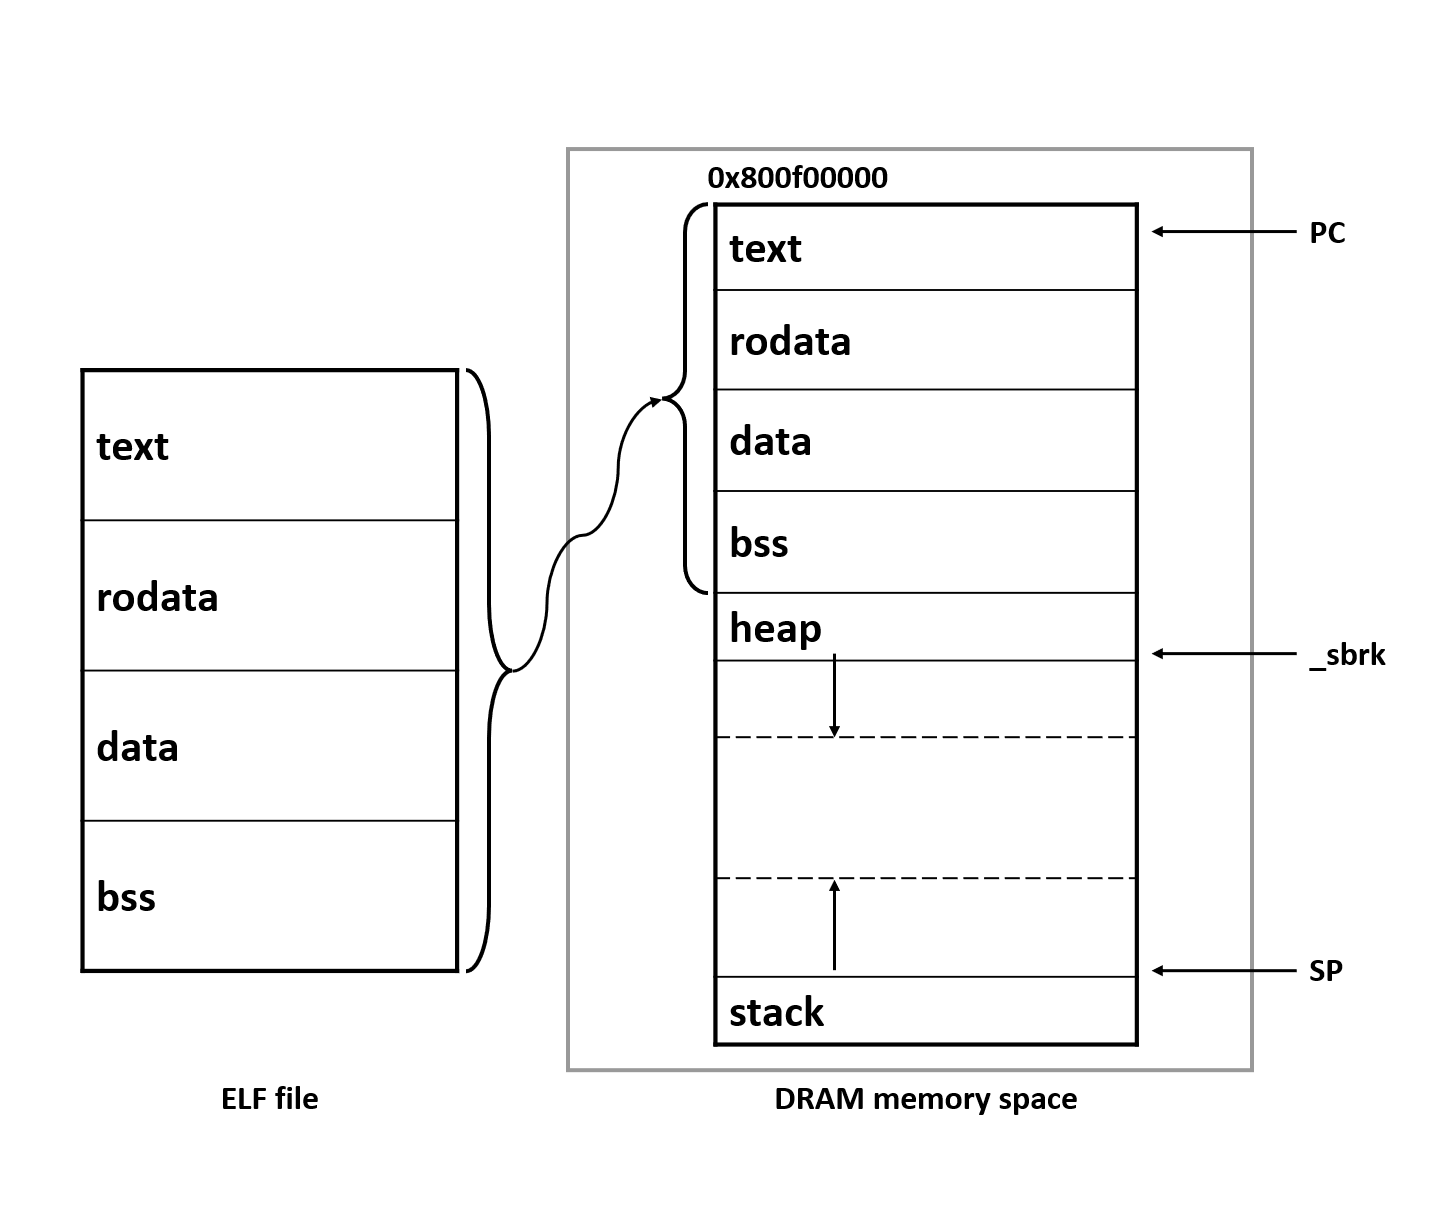 0x800f00000
text
PC
rodata
data
bss
heap
_sbrk
SP
stack
text
rodata
data
bss
ELF file
DRAM memory space